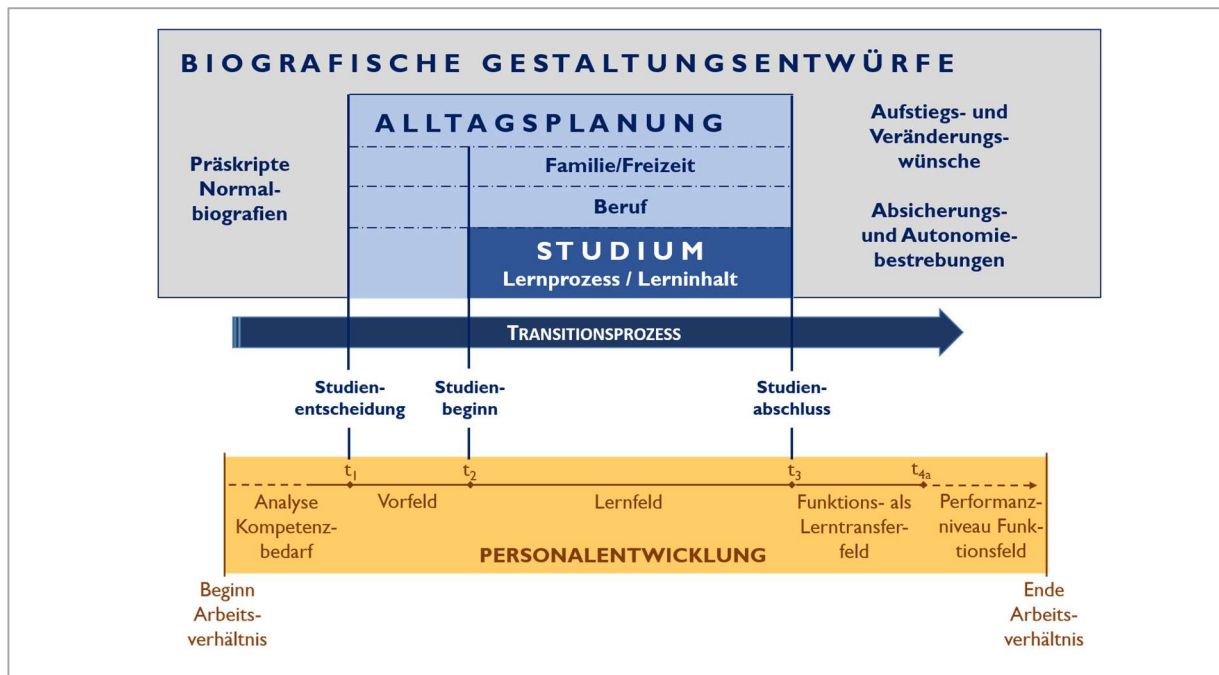 BIOGRAFISCHE GESTALTUNGSENTWÜRFE
ALLTAGSPLANUNG
Familie/Freizeit
Beruf
STUDIUM
Lernprozess / Lerninhalt
Präskripte
Normal-
biografien
Aufstiegs- und
Veränderungs-
wünsche
Absicherungs-
und Autonomie-
bestrebungen
TRANSITIONSPROZESS
Studien-
entscheidung
Studien-
beginn
Studien-
abschluss
t1
t2
t3
t4a
Analyse
Kompetenz-
bedarf
Vorfeld
Lernfeld
Funktions- als
Lerntransfer-
feld
Performanz-
niveau Funk-
tionsfeld
PERSONALENTWICKLUNG
Beginn
Arbeits-
verhältnis
Ende
Arbeits-
verhältnis